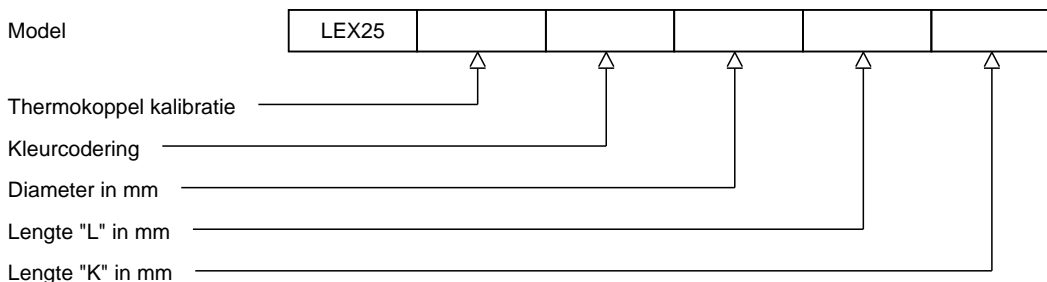 Model LEX25
Thermokoppel kalibratie
Kleurcodering
Diameter in mm
Lengte "L" in mm
Lengte "K" in mm